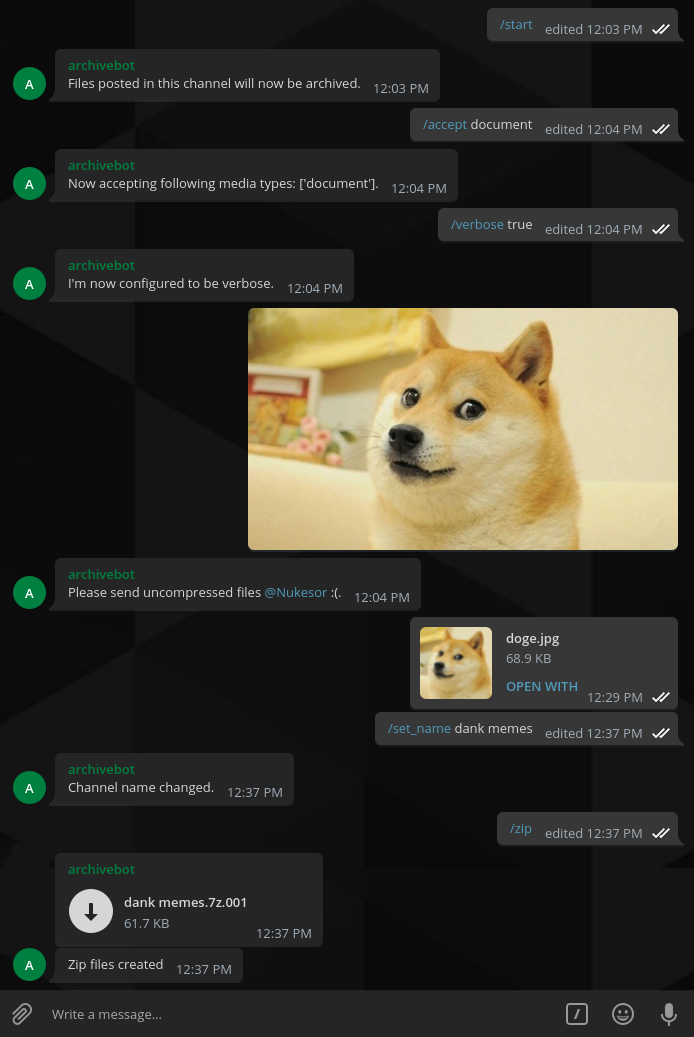 /start edited 12:03 PM
archivebot
A
Files posted in this channel will now be archived. 12:03 PM
/accept document edited 12:04 PM
archivebot
A
Now accepting following media types: ['document']. 12:04 PM
/verbose true edited 12:04 PM
archivebot
A
I'm now configured to be verbose. 12:04 PM
archivebot
A
Please send uncompressed files @Nukesor :(. 12:04 PM
doge.jpg
68.9 KB
OPEN WITH
12:29 PM
/set_name dank memes edited 12:37 PM
archivebot
A
Channel name changed. 12:37 PM
/zip edited 12:37 PM
archivebot
dank memes.7z.001
61.7 KB
12:37 PM
A
Zip files created 12:37 PM
Write a message...
/